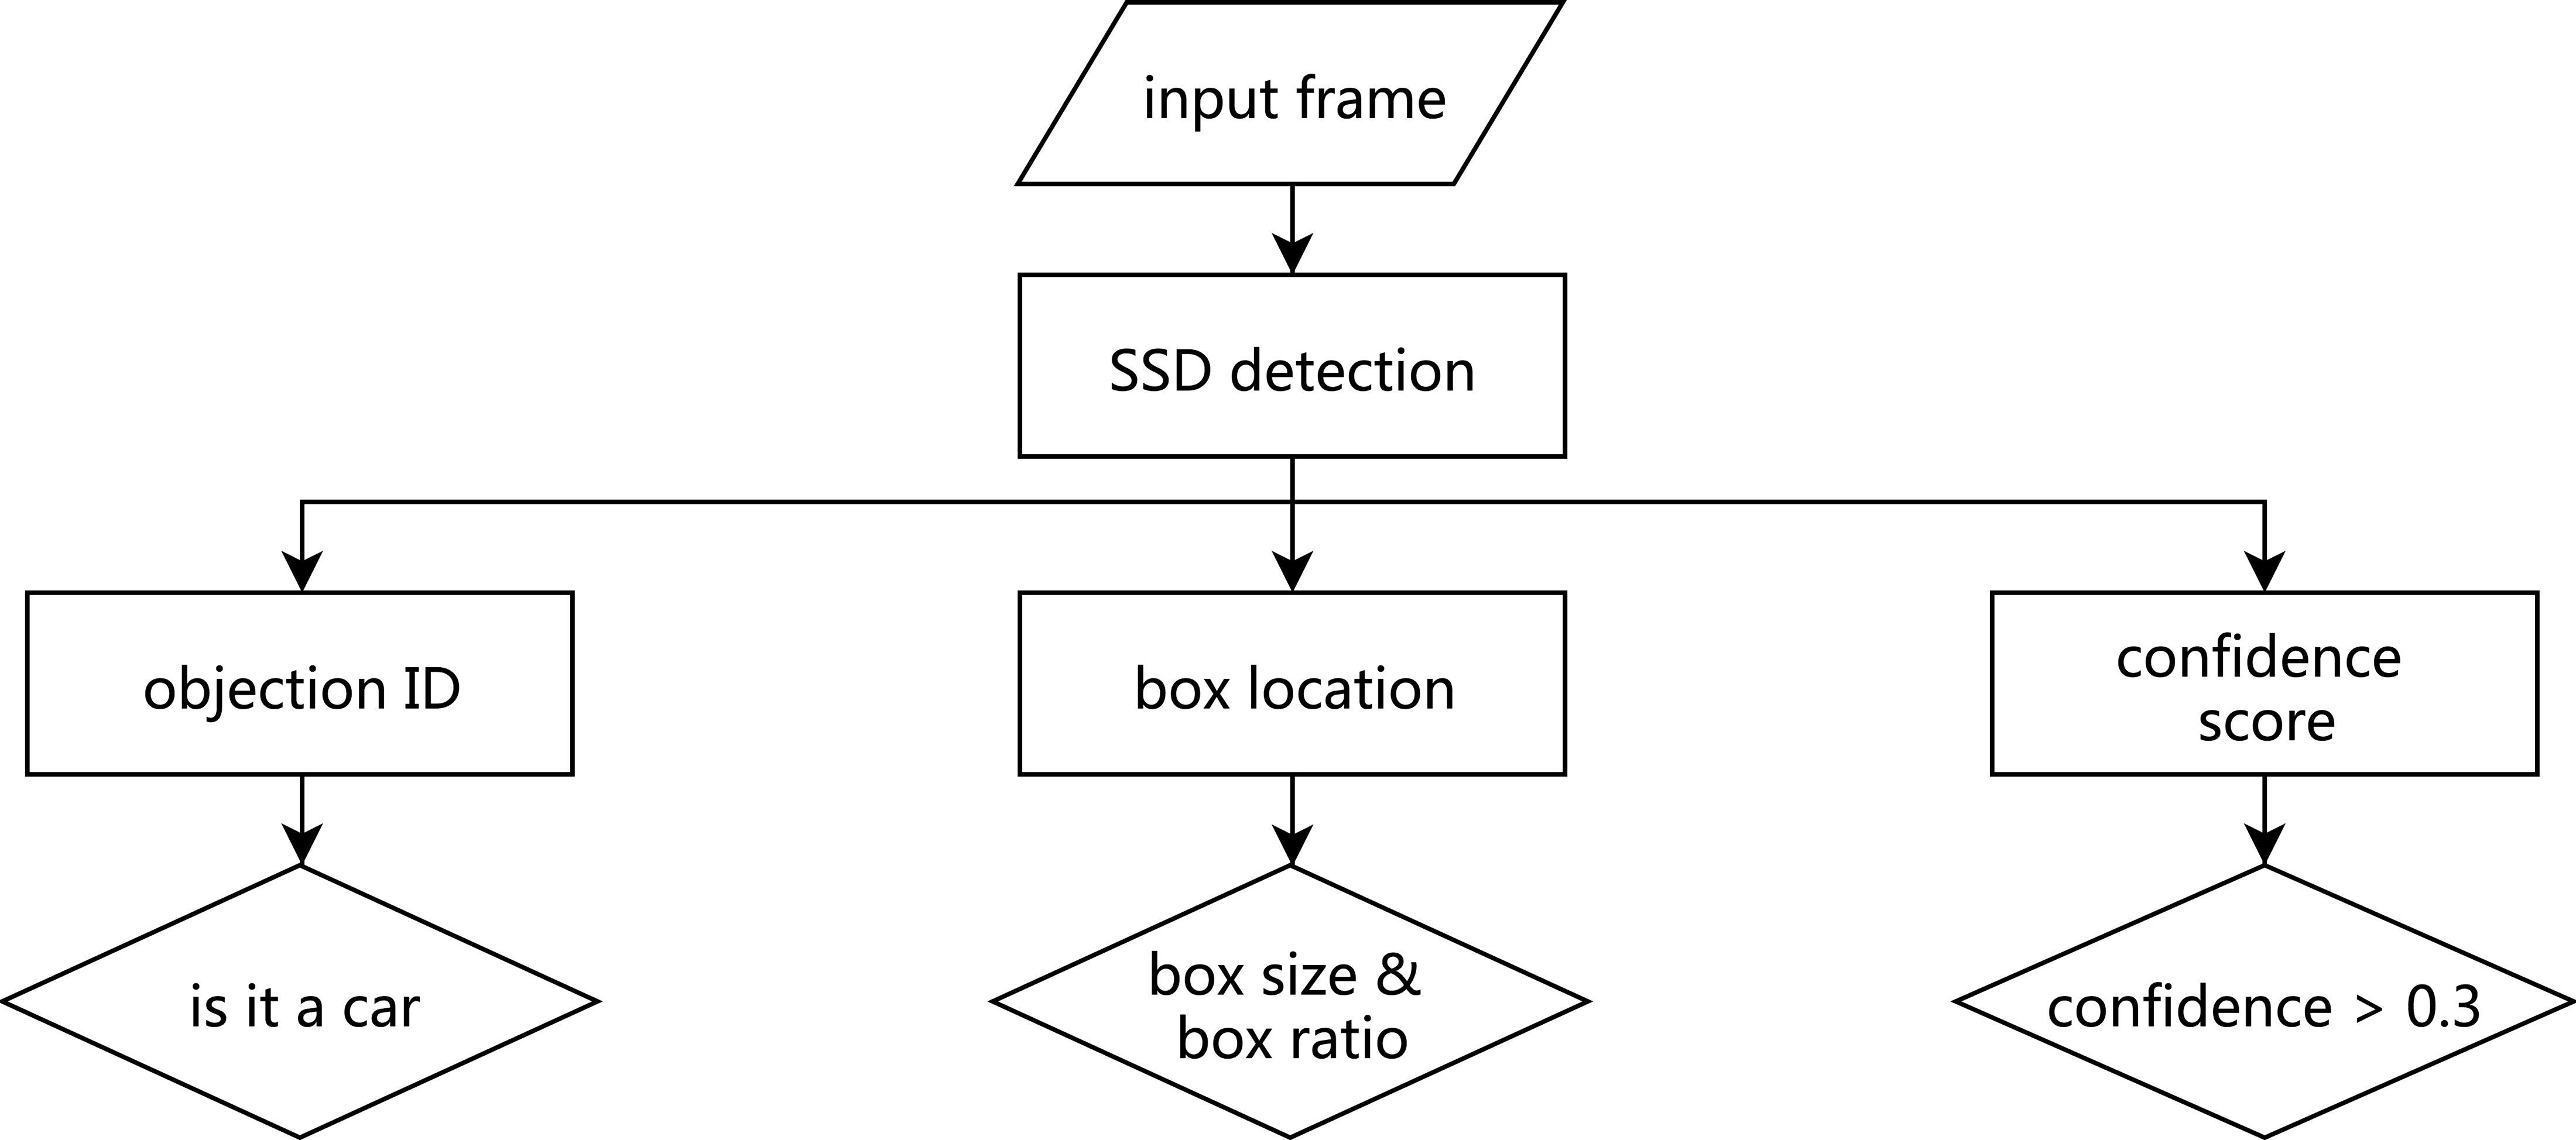 input frame
SSD detection
objection ID
box location
confidence
score
is it a car
box size &
box ratio
confidence > 0.3